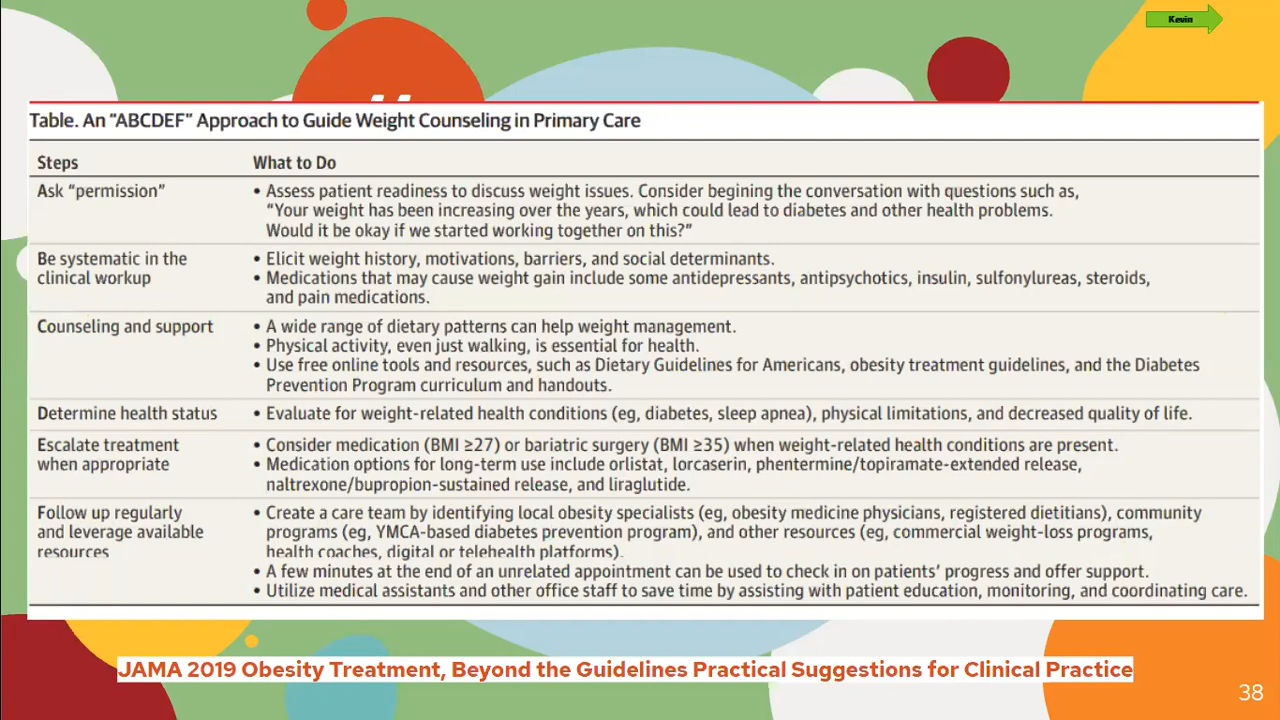 Kevin
Table. An "ABCDEF" Approach to Guide Weight Counseling in Primary Care
Steps What to Do
Ask “permission” • Assess patient readiness to discuss weight issues. Consider begining the conversation with questions such as,
“Your weight has been increasing over the years, which could lead to diabetes and other health problems.
Would it be okay if we started working together on this?”
Be systematic in the • Elicit weight history, motivations, barriers, and social determinants.
clinical workup • Medications that may cause weight gain include some antidepressants, antipsychotics, insulin, sulfonylureas, steroids,
and pain medications.
Counseling and support • A wide range of dietary patterns can help weight management.
• Physical activity, even just walking, is essential for health.
• Use free online tools and resources, such as Dietary Guidelines for Americans, obesity treatment guidelines, and the Diabetes
Prevention Program curriculum and handouts.
Determine health status • Evaluate for weight-related health conditions (eg, diabetes, sleep apnea), physical limitations, and decreased quality of life.
Escalate treatment • Consider medication (BMI ≥27) or bariatric surgery (BMI ≥35) when weight-related health conditions are present.
when appropriate • Medication options for long-term use include orlistat, lorcaserin, phentermine/topiramate-extended release,
naltrexone/bupropion-sustained release, and liraglutide.
Follow up regularly • Create a care team by identifying local obesity specialists (eg, obesity medicine physicians, registered dietitians), community
and leverage available programs (eg, YMCA-based diabetes prevention program), and other resources (eg, commercial weight-loss programs,
resources health coaches, digital or telehealth platforms).
• A few minutes at the end of an unrelated appointment can be used to check in on patients’ progress and offer support.
• Utilize medical assistants and other office staff to save time by assisting with patient education, monitoring, and coordinating care.
JAMA 2019 Obesity Treatment, Beyond the Guidelines Practical Suggestions for Clinical Practice
38